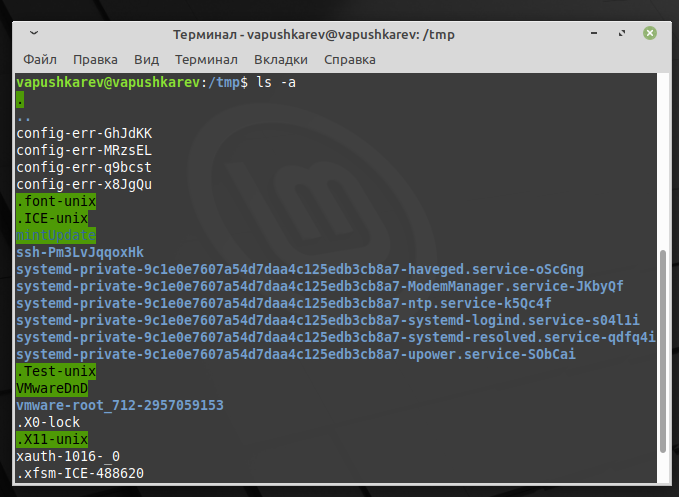 Терминал - vapushkarev@vapushkarev: /tmp
Файл Правка Вид Терминал Вкладки Справка
vapushkarev@vapushkarev:/tmp$ ls -a
.
..
config-err-GhJdKK
config-err-MRzsEL
config-err-q9bcst
config-err-x8JgQu
.font-unix
.ICE-unix
mintUpdate
ssh-Pm3LvJqqoxHk
systemd-private-9c1e0e7607a54d7daa4c125edb3cb8a7-haveged.service-oScGng
systemd-private-9c1e0e7607a54d7daa4c125edb3cb8a7-ModemManager.service-JKbyQf
systemd-private-9c1e0e7607a54d7daa4c125edb3cb8a7-ntp.service-k5Qc4f
systemd-private-9c1e0e7607a54d7daa4c125edb3cb8a7-systemd-logind.service-s04l1i
systemd-private-9c1e0e7607a54d7daa4c125edb3cb8a7-systemd-resolved.service-qdfq4i
systemd-private-9c1e0e7607a54d7daa4c125edb3cb8a7-upower.service-SObCai
.Test-unix
VMwareDnD
vmware-root_712-2957059153
.X0-lock
.X11-unix
xauth-1016-_0
.xfsm-ICE-488620